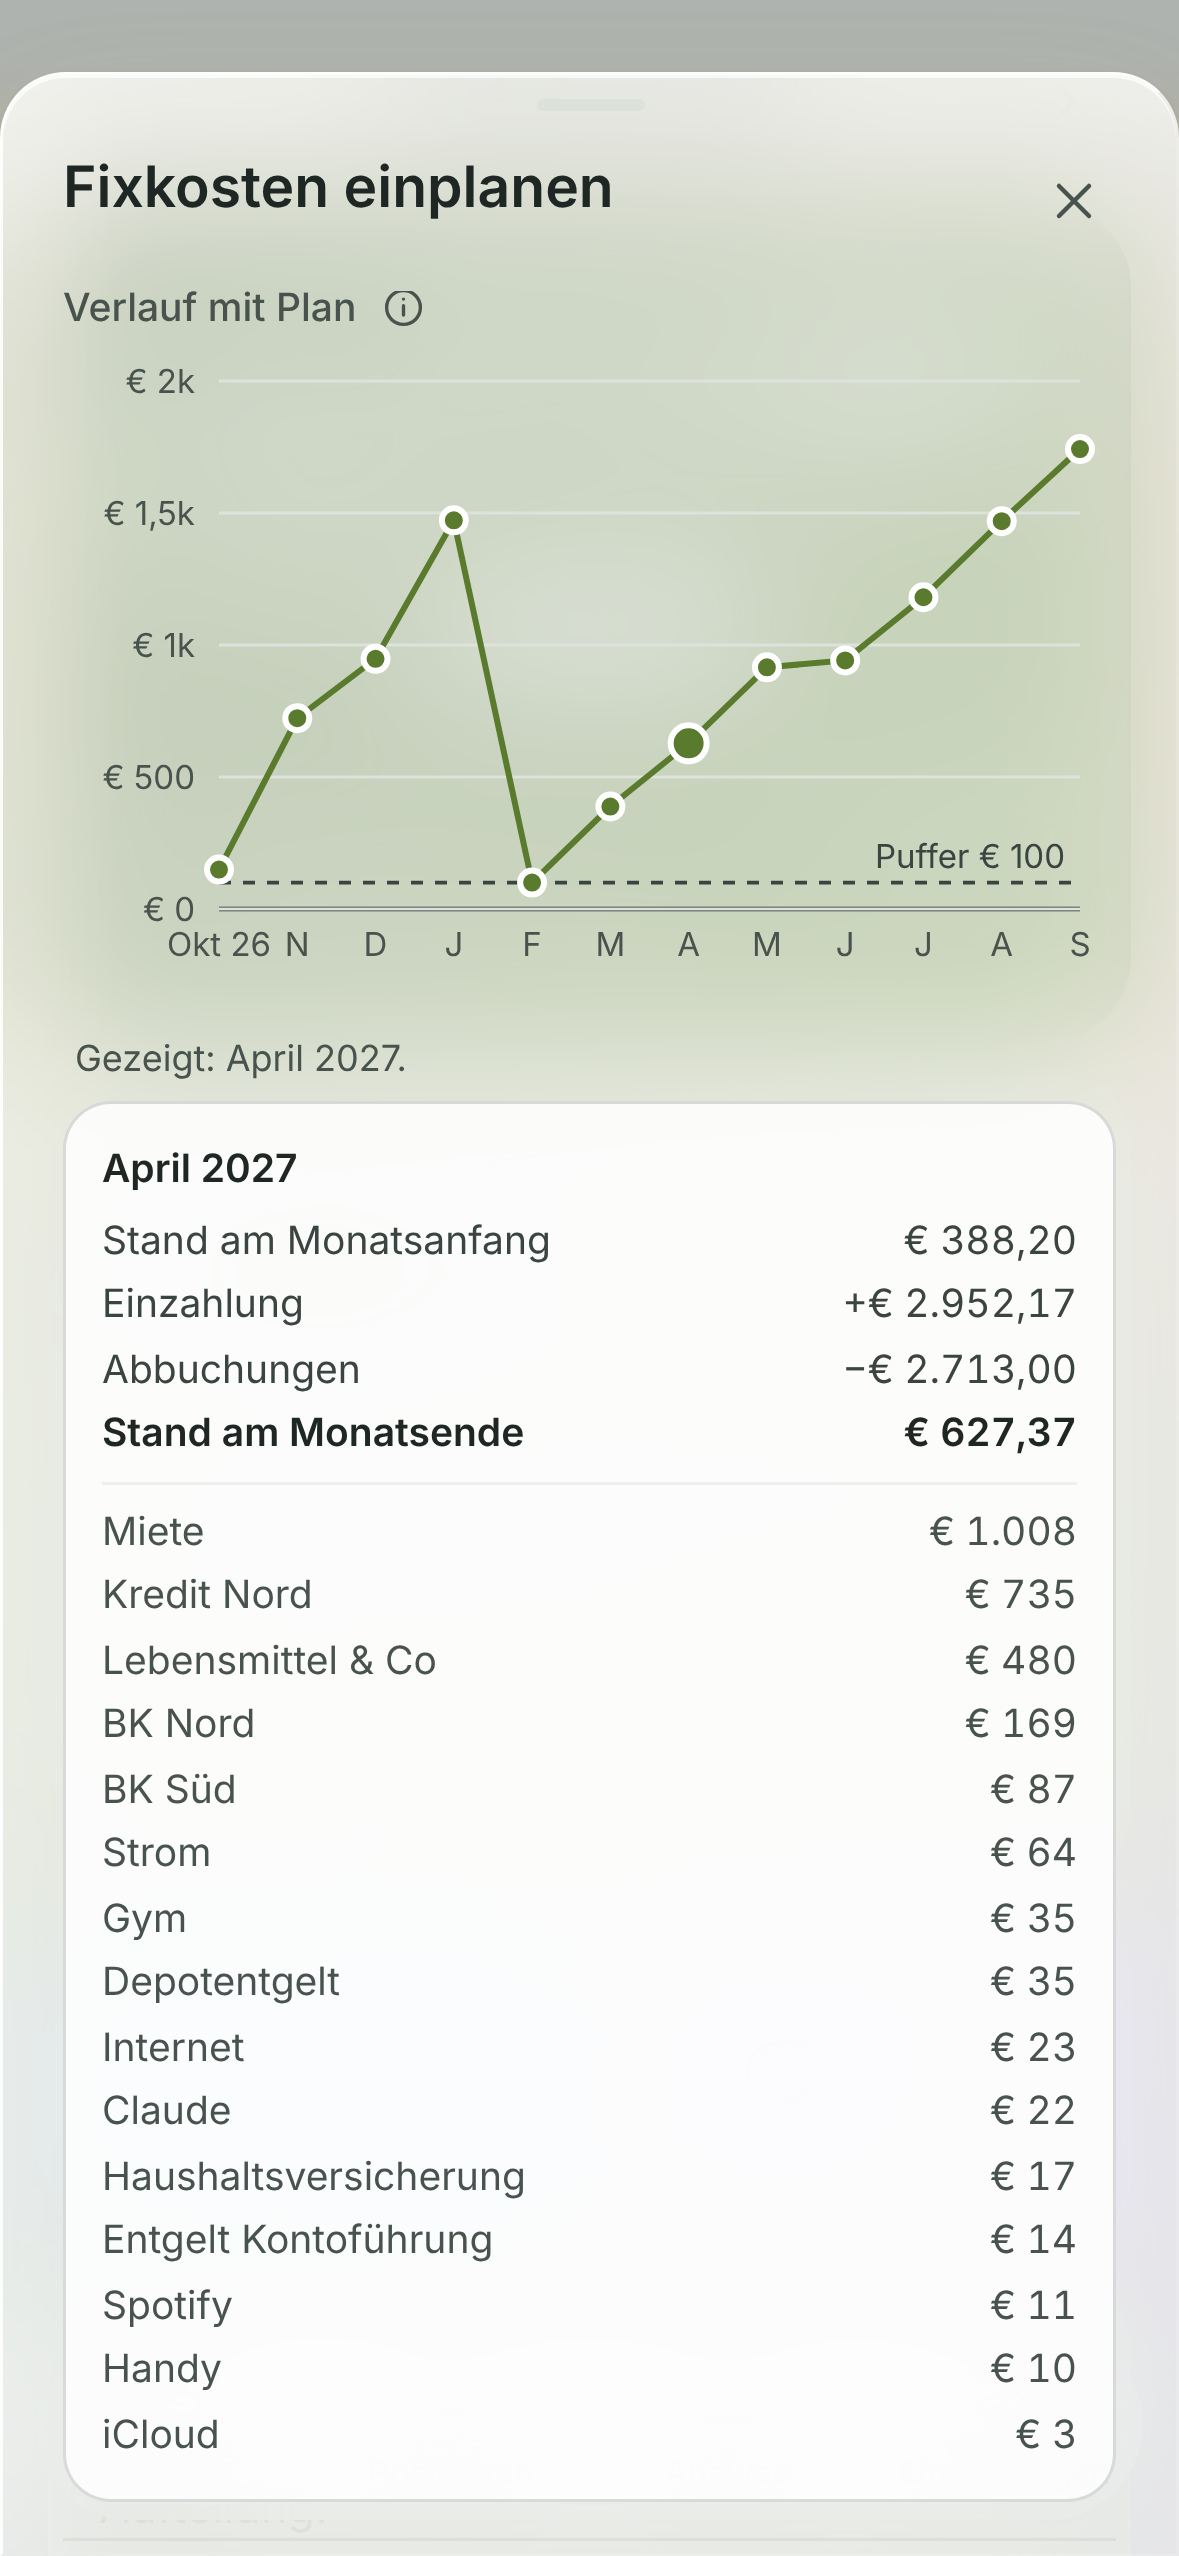 Fixkosten einplanen
Verlauf mit Plan
€ 2k
€ 1,5k
€ 1k
€ 500
Puffer € 100
€ 0
Okt 26 N D J F M A M J J A S
Gezeigt: April 2027.
April 2027
Stand am Monatsanfang € 388,20
Einzahlung +€ 2.952,17
Abbuchungen −€ 2.713,00
Stand am Monatsende € 627,37
Miete € 1.008
Kredit Nord € 735
Lebensmittel & Co € 480
BK Nord € 169
BK Süd € 87
Strom € 64
Gym € 35
Depotentgelt € 35
Internet € 23
Claude € 22
Haushaltsversicherung € 17
Entgelt Kontoführung € 14
Spotify € 11
Handy € 10
iCloud € 3